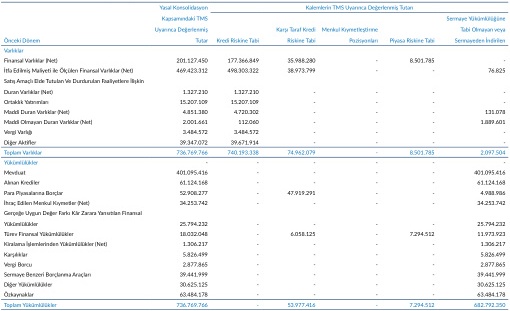 Yasal Konsolidasyon Kalemlerin TMS Uyarınca Değerlenmiş Tutarı
Kapsamındaki TMS Sermaye Yükümlülüğüne
Uyarınca Değerlenmiş Karşı Taraf Kredi Menkul Kıymetleştirme Tabi Olmayan veya
Önceki Dönem Tutar Kredi Riskine Tabi Riskine Tabi Pozisyonları Piyasa Riskine Tabi Sermayeden İndirilen
Varlıklar
Finansal Varlıklar (Net) 201.127.450 177.366.849 35.988.280 - 8.501.785 -
İtfa Edilmiş Maliyeti ile Ölçülen Finansal Varlıklar (Net) 469.423.312 498.303.322 38.973.799 - - 76.825
Satış Amaçlı Elde Tutulan Ve Durdurulan Faaliyetlere İlişkin
Duran Varlıklar (Net) 1.327.210 1.327.210 - - - -
Ortaklık Yatırımları 15.207.109 15.207.109 - - - -
Maddi Duran Varlıklar (Net) 4.851.380 4.720.302 - - - 131.078
Maddi Olmayan Duran Varlıklar (Net) 2.001.661 112.060 - - - 1.889.601
Vergi Varlığı 3.484.572 3.484.572 - - - -
Diğer Aktifler 39.347.072 39.671.914 - - - -
Toplam Varlıklar 736.769.766 740.193.338 74.962.079 - 8.501.785 2.097.504
Yükümlülükler - - - - - -
Mevduat 401.095.416 - - - - 401.095.416
Alınan Krediler 61.124.168 - - - - 61.124.168
Para Piyasalarına Borçlar 52.908.277 - 47.919.291 - - 4.988.986
İhraç Edilen Menkul Kıymetler (Net) 34.253.742 - - - - 34.253.742
Gerçeğe Uygun Değer Farkı Kâr Zarara Yansıtılan Finansal
Yükümlülükler 25.794.232 - - - - 25.794.232
Türev Finansal Yükümlülükler 18.032.048 - 6.058.125 - 7.294.512 11.973.923
Kiralama İşlemlerinden Yükümlülükler (Net) 1.306.217 - - - - 1.306.217
Karşılıklar 5.826.499 - - - - 5.826.499
Vergi Borcu 2.877.865 - - - - 2.877.865
Sermaye Benzeri Borçlanma Araçları 39.441.999 - - - - 39.441.999
Diğer Yükümlülükler 30.625.125 - - - - 30.625.125
Özkaynaklar 63.484.178 - - - - 63.484.178
Toplam Yükümlülükler 736.769.766 - 53.977.416 - 7.294.512 682.792.350